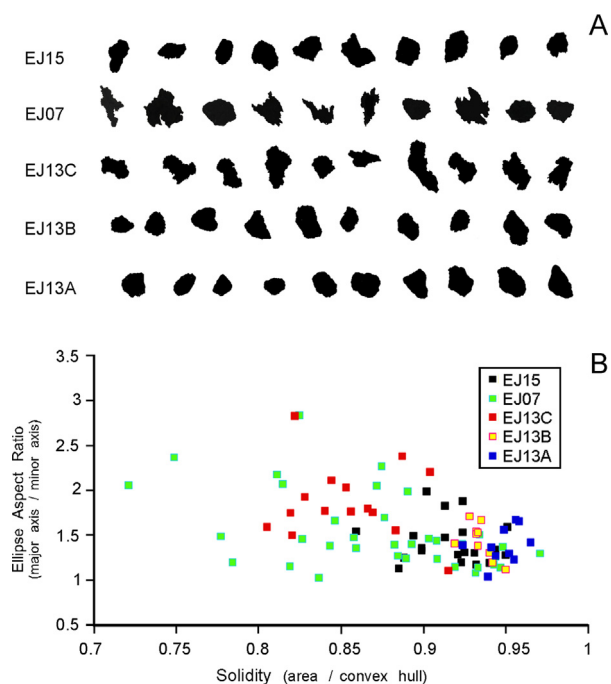 A
EJ15
EJ07
EJ13C
EJ13B
EJ13A
B
3.5
3
2.5
2
1.5
1
0.5
Ellipse Aspect Ratio
(major axis / minor axis)
EJ15
EJ07
EJ13C
EJ13B
EJ13A
0.7 0.75 0.8 0.85 0.9 0.95 1
Solidity (area / convex hull)